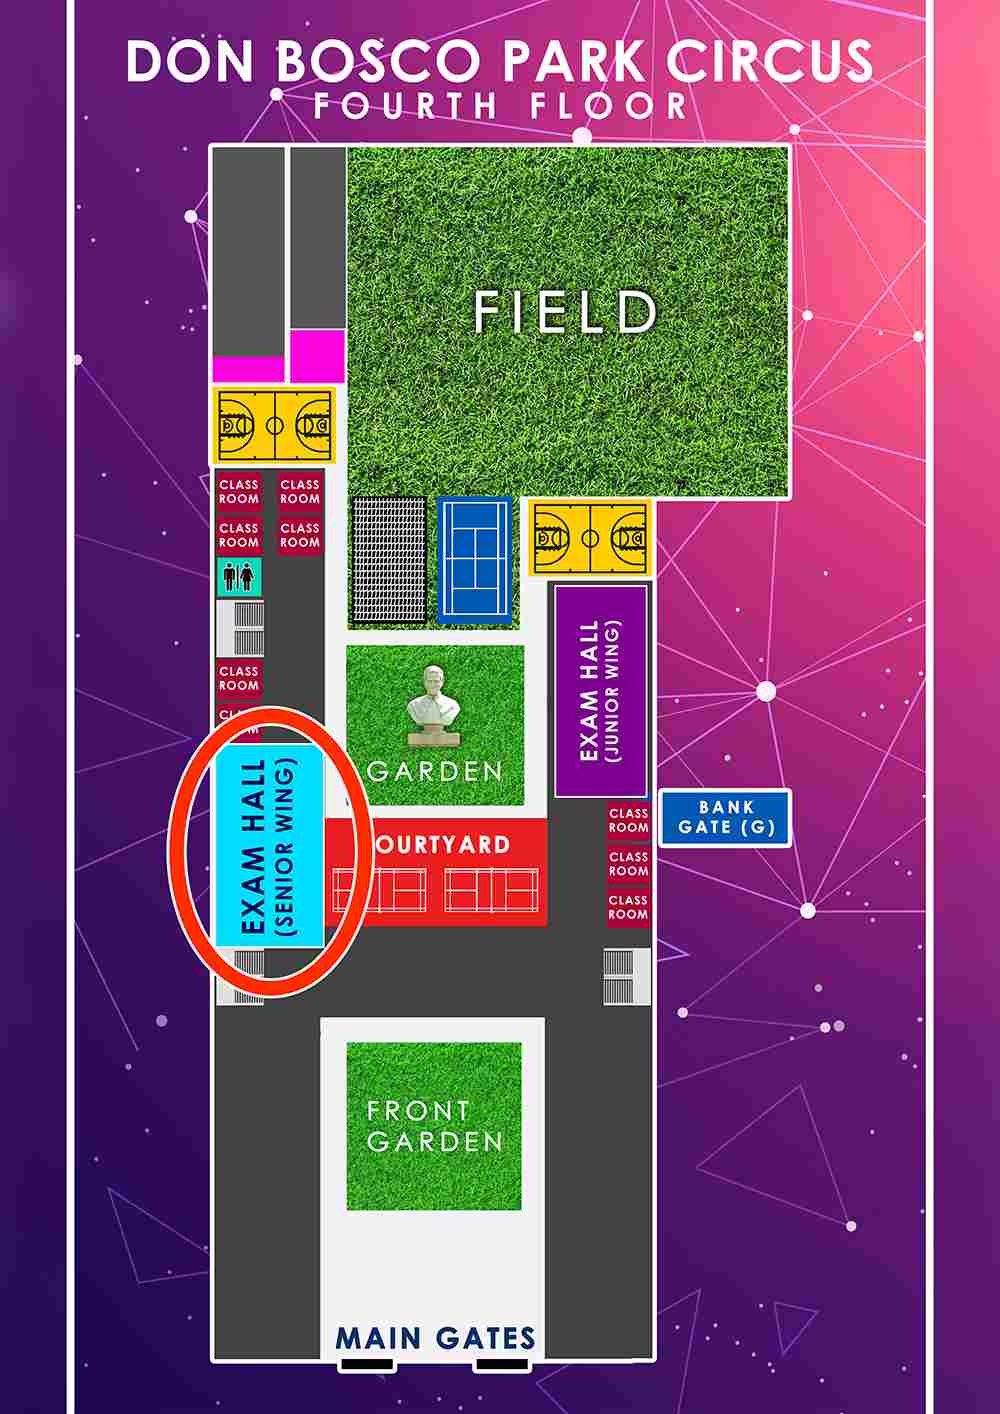 DON BOSCO PARK CIRCUS
FOURTH FLOOR
FIELD
CLASS
ROOM
CLASS
ROOM
CLASS
ROOM
CLASS
ROOM
CLASS
ROOM
EXAM HALL
(JUNIOR WING)
GARDEN
EXAM HALL
(SENIOR WING)
OURTYARD
BANK
GATE (G)
CLASS
ROOM
CLASS
ROOM
CLASS
ROOM
FRONT
GARDEN
MAIN GATES